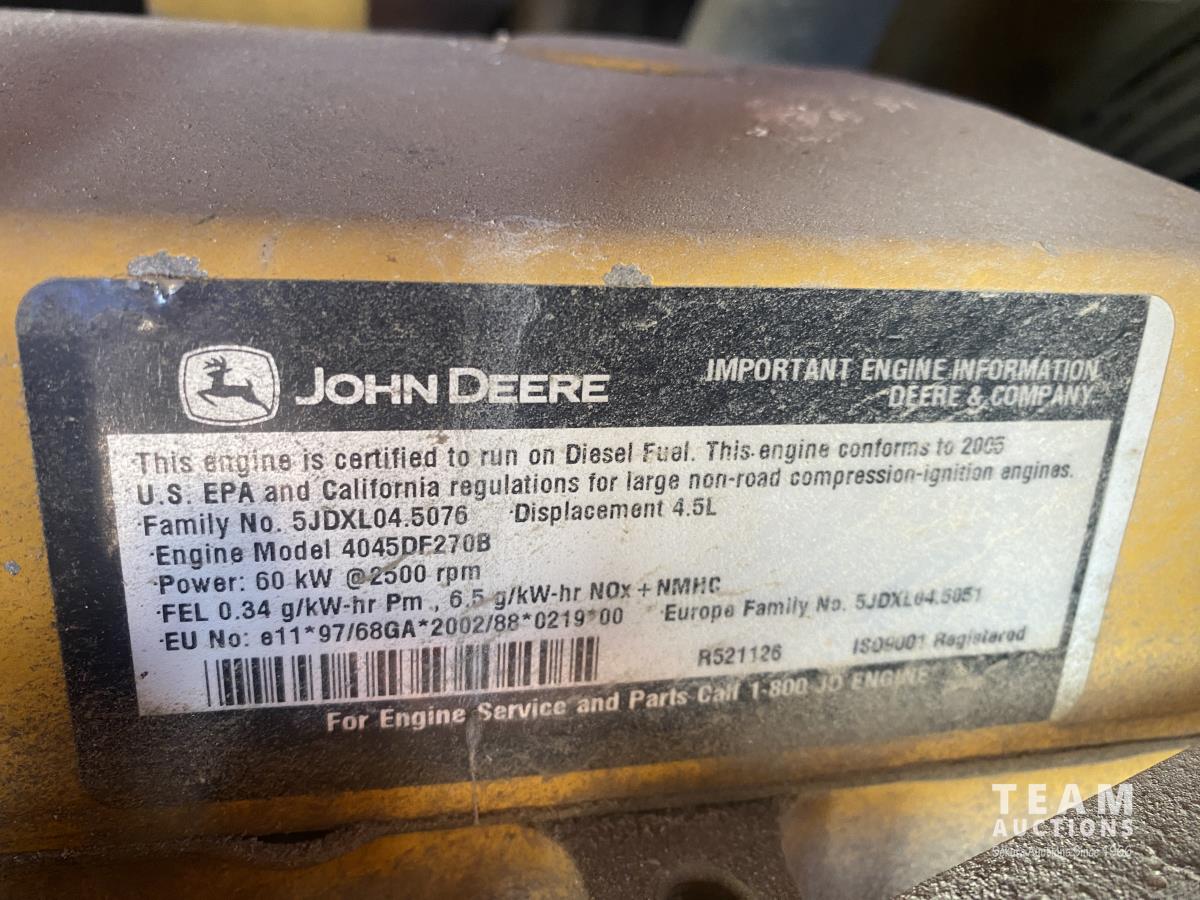 JOHN DEERE
IMPORTANT ENGINE INFORMATION
DEERE & COMPANY
This engine is certified to run on Diesel Fuel. This engine conforms to 2005
U.S. EPA and California regulations for large non-road compression-ignition engines.
·Family No. 5JDXL04.5076 ·Displacement 4.5L
·Engine Model 4045DF270B
·Power: 60 kW @2500 rpm
·FEL 0.34 g/kW-hr Pm , 6.5 g/kW-hr NOx + NMHC
·EU No: e11*97/68GA*2002/88*0219*00 ·Europe Family No. 5JDXL04.5051
R521126 ISO9001 Registered
For Engine Service and Parts Call 1-800 JD ENGINE
TEAM
AUCTIONS
Since 1966